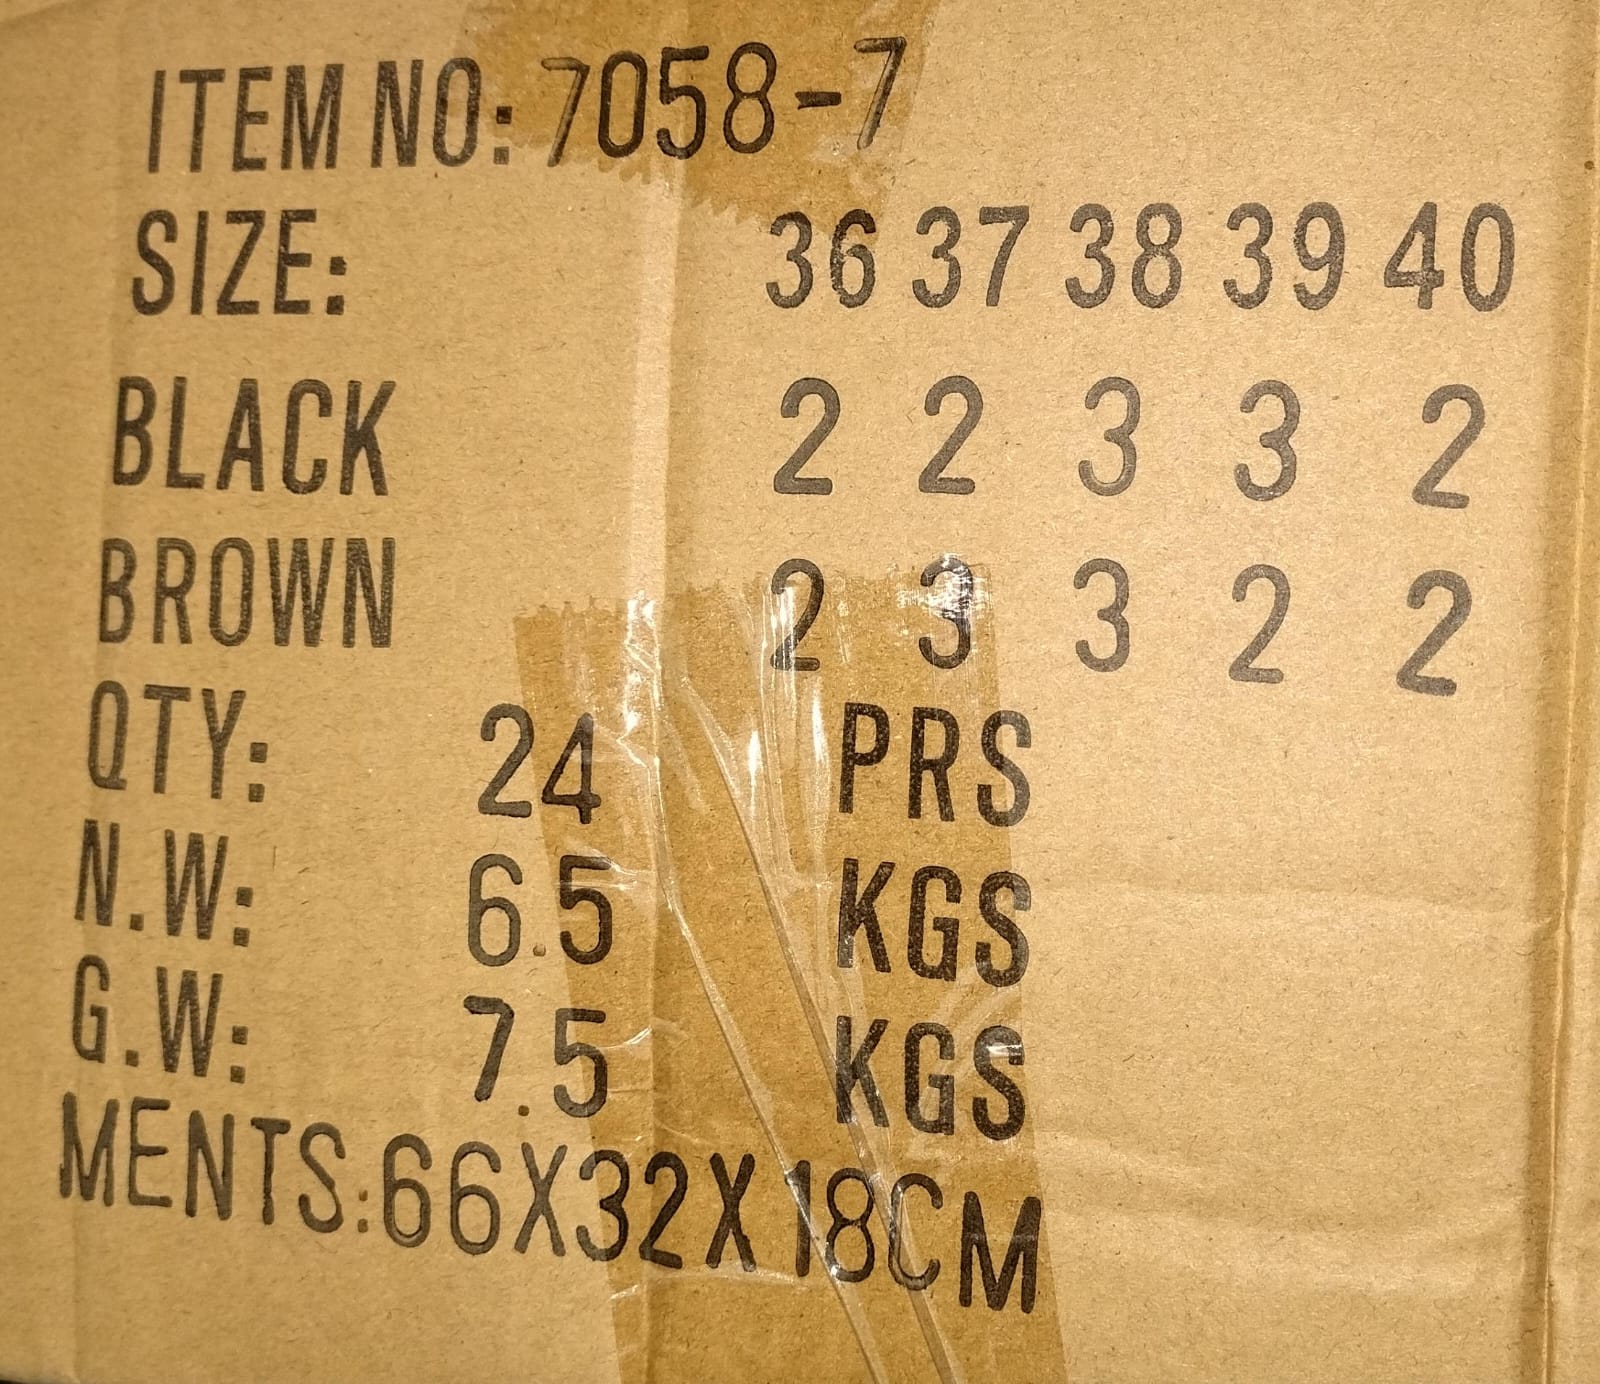 ITEM NO: 7058-7
SIZE: 36 37 38 39 40
BLACK 2 2 3 3 2
BROWN 2 3 3 2 2
QTY: 24 PRS
N.W: 6.5 KGS
G.W: 7.5 KGS
MENTS:66X32X18CM